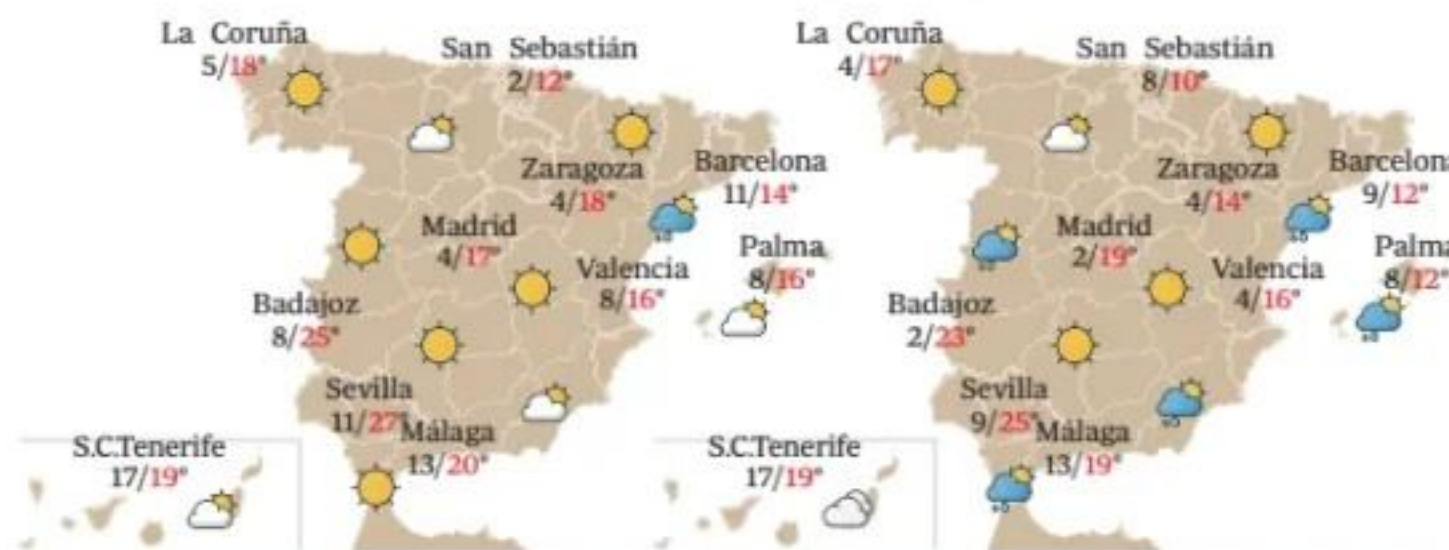 La Coruña
5/18°
San Sebastián
2/12°
Zaragoza
4/18°
Barcelona
11/14°
Madrid
4/17°
Palma
8/16°
Valencia
8/16°
Badajoz
8/25°
Sevilla
11/27°
Málaga
13/20°
S.C.Tenerife
17/19°
La Coruña
4/17°
San Sebastián
8/10°
Zaragoza
4/14°
Barcelona
9/12°
Madrid
2/19°
Palma
8/12°
Valencia
4/16°
Badajoz
2/23°
Sevilla
9/25°
Málaga
13/19°
S.C.Tenerife
17/19°